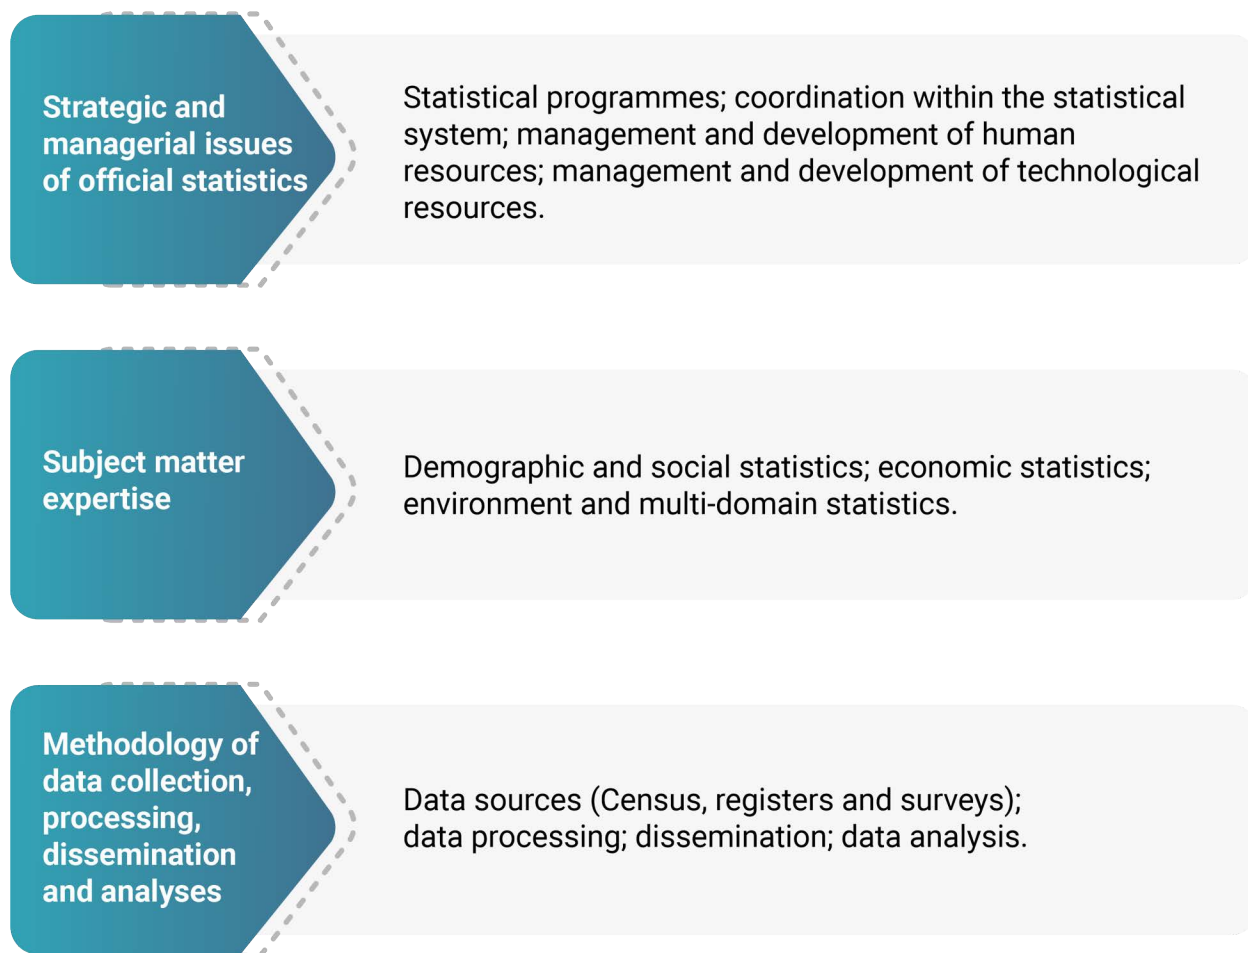 Strategic and
managerial issues
of official statistics
Statistical programmes; coordination within the statistical
system; management and development of human
resources; management and development of technological
resources.
Subject matter
expertise
Demographic and social statistics; economic statistics;
environment and multi-domain statistics.
Methodology of
data collection,
processing,
dissemination
and analyses
Data sources (Census, registers and surveys);
data processing; dissemination; data analysis.